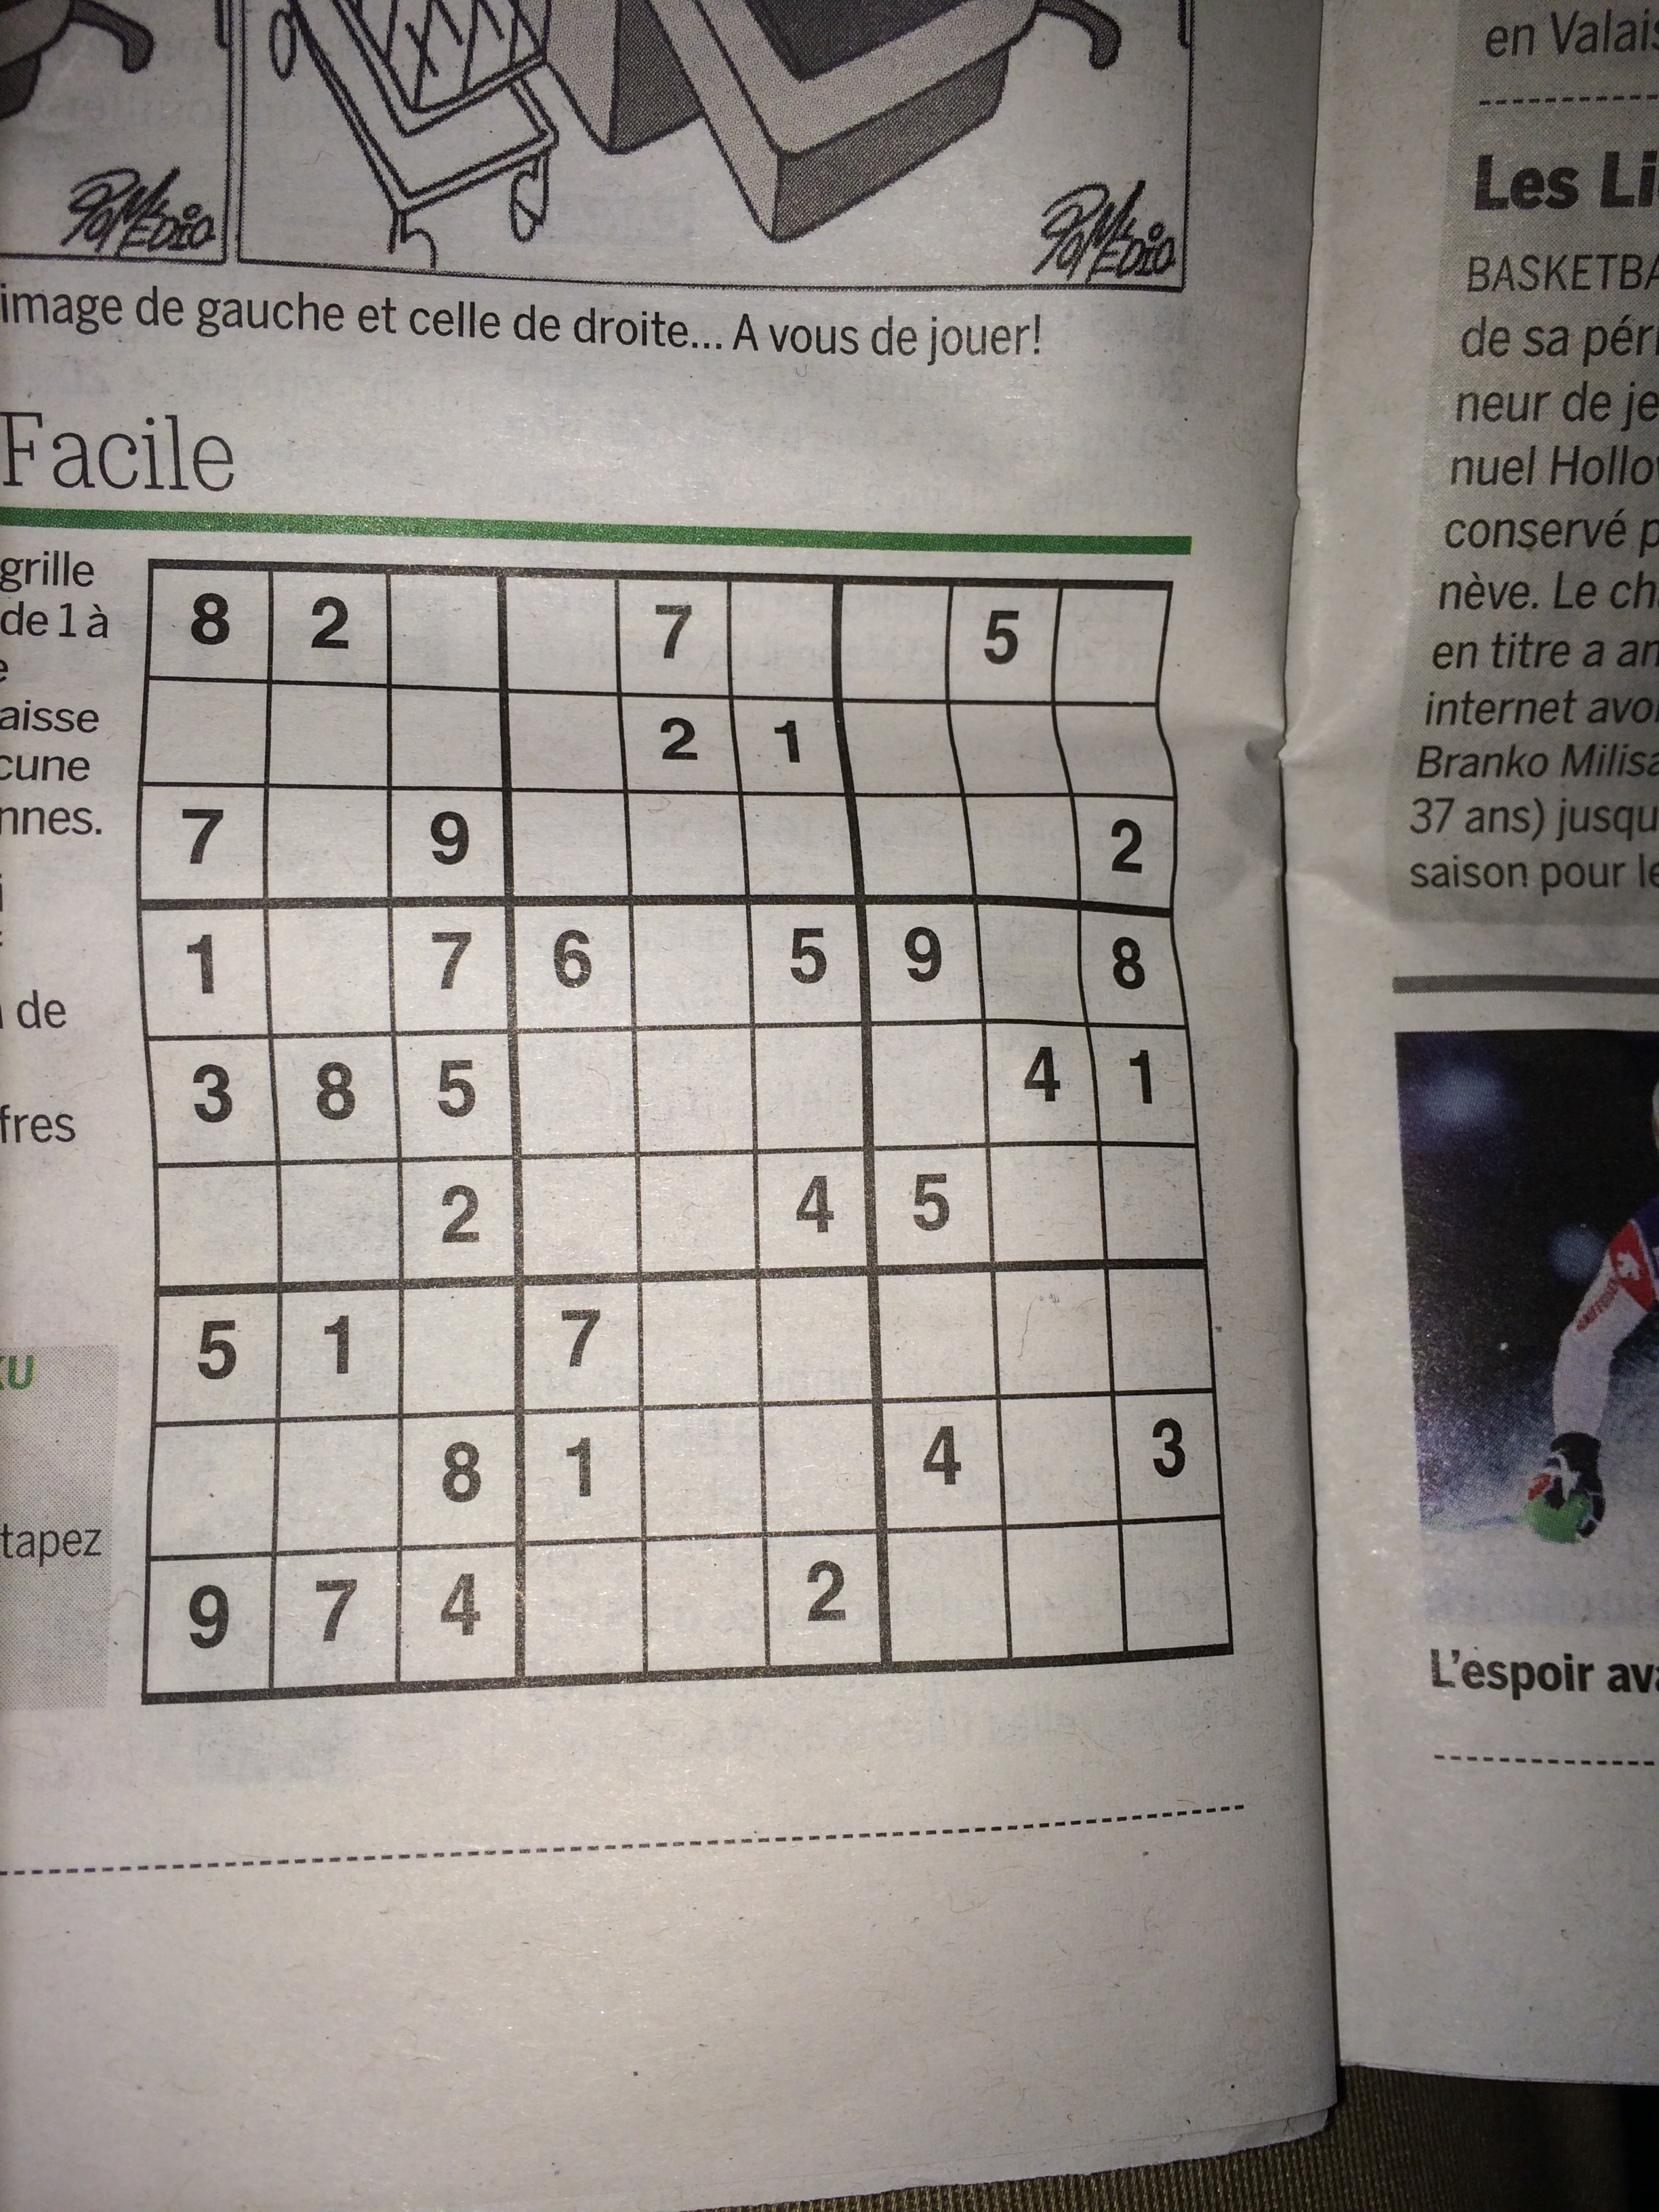 en Valais
Les Li
BASKETBA
de sa péri
neur de je
nuel Hollo
conservé p
nève. Le ch
en titre a an
internet avo
Branko Milisa
37 ans) jusqu
saison pour le
POMEDIO
POMEDIO
image de gauche et celle de droite... A vous de jouer!
Facile
grille
de 1 à
e
aisse
cune
nnes.
i
de
fres
KU
tapez
8 2 7 5
2 1
7 9 2
1 7 6 5 9 8
3 8 5 4 1
2 4 5
5 1 7
8 1 4 3
9 7 4 2
L'espoir ava